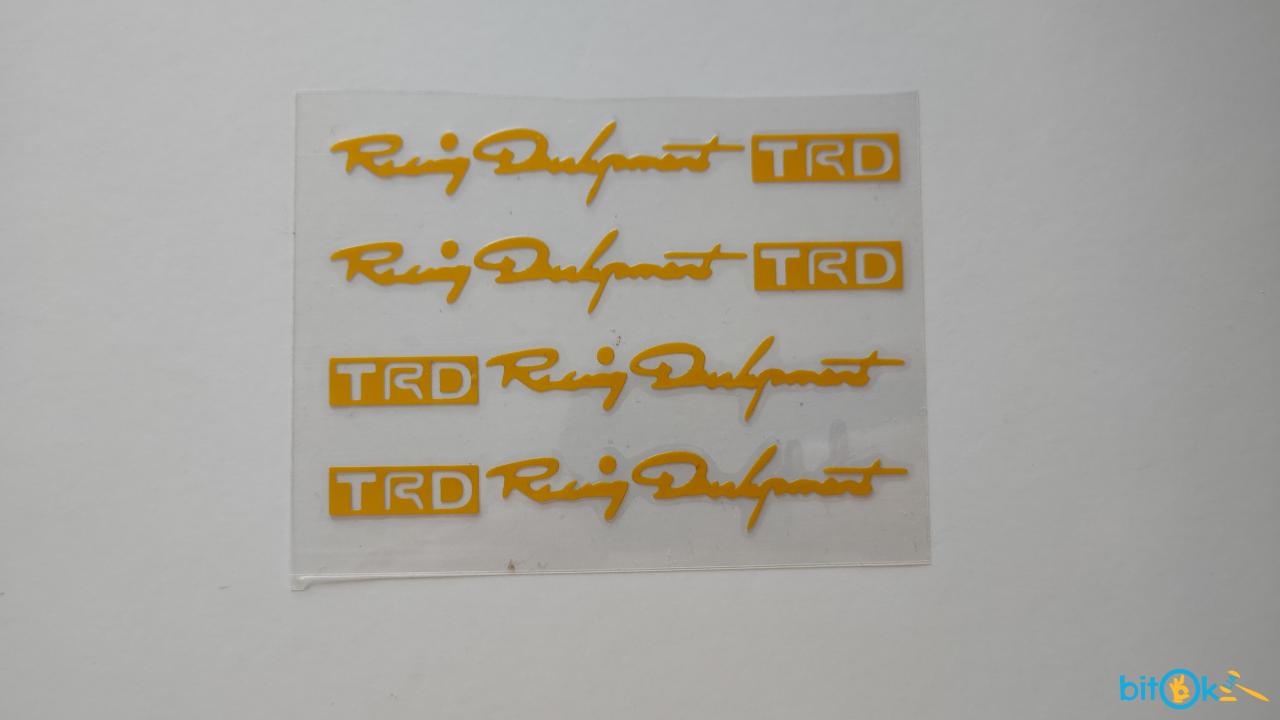 Racing Development TRD
Racing Development TRD
TRD Racing Development
TRD Racing Development
bitOk